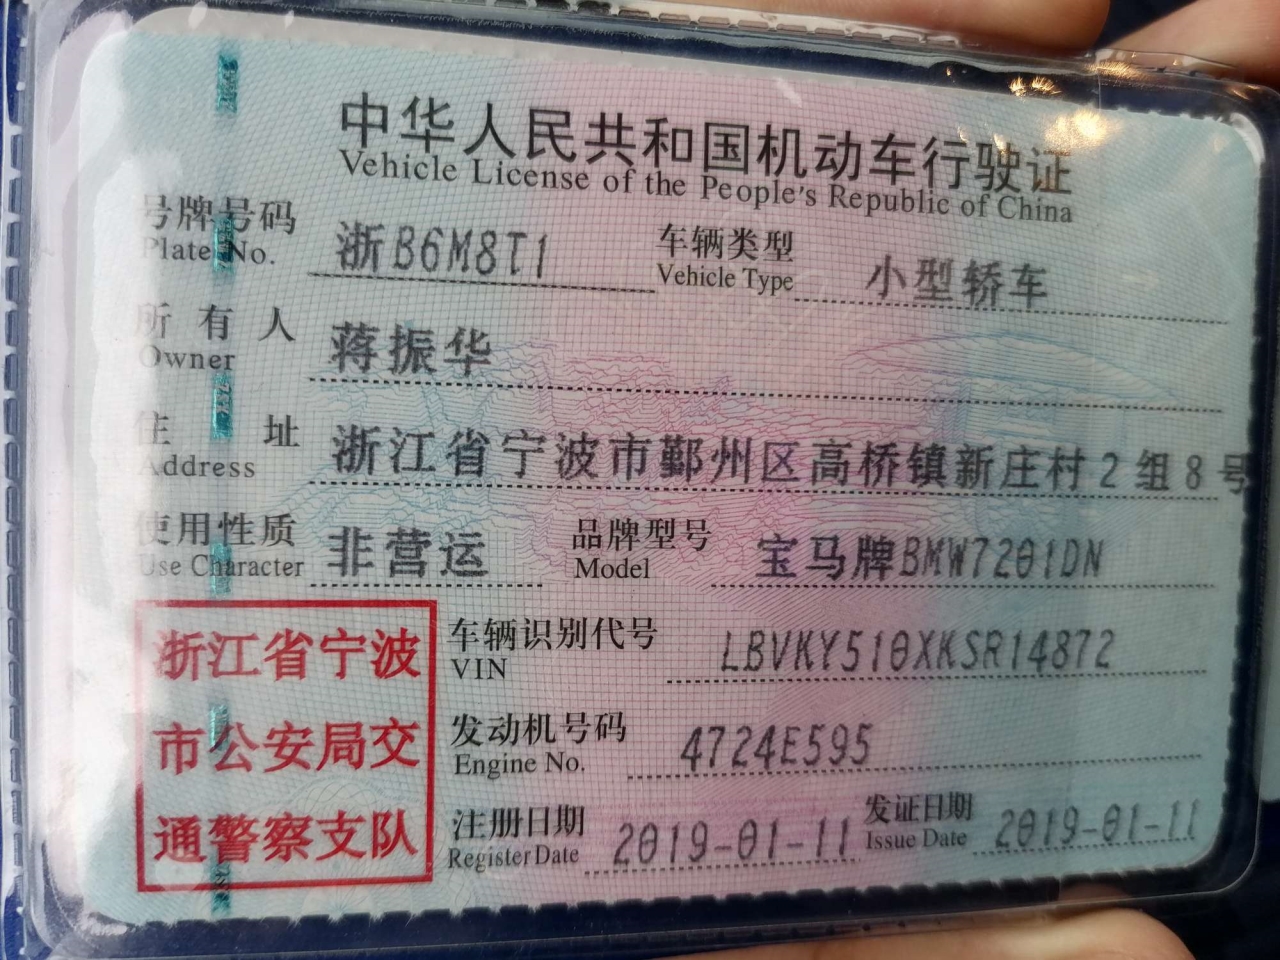 中华人民共和国机动车行驶证
Vehicle License of the People's Republic of China
号牌号码 浙B6M8T1 车辆类型 小型轿车
Plate No. Vehicle Type
所有人 蒋振华
Owner
住址 浙江省宁波市鄞州区高桥镇新庄村2组8号
Address
使用性质 非营运 品牌型号 宝马牌BMW7201DN
Use Character Model
浙江省宁波
市公安局交
通警察支队
车辆识别代号 LBVKY510XKSR14872
VIN
发动机号码 4724E595
Engine No.
注册日期 2019-01-11 发证日期 2019-01-11
Register Date Issue Date